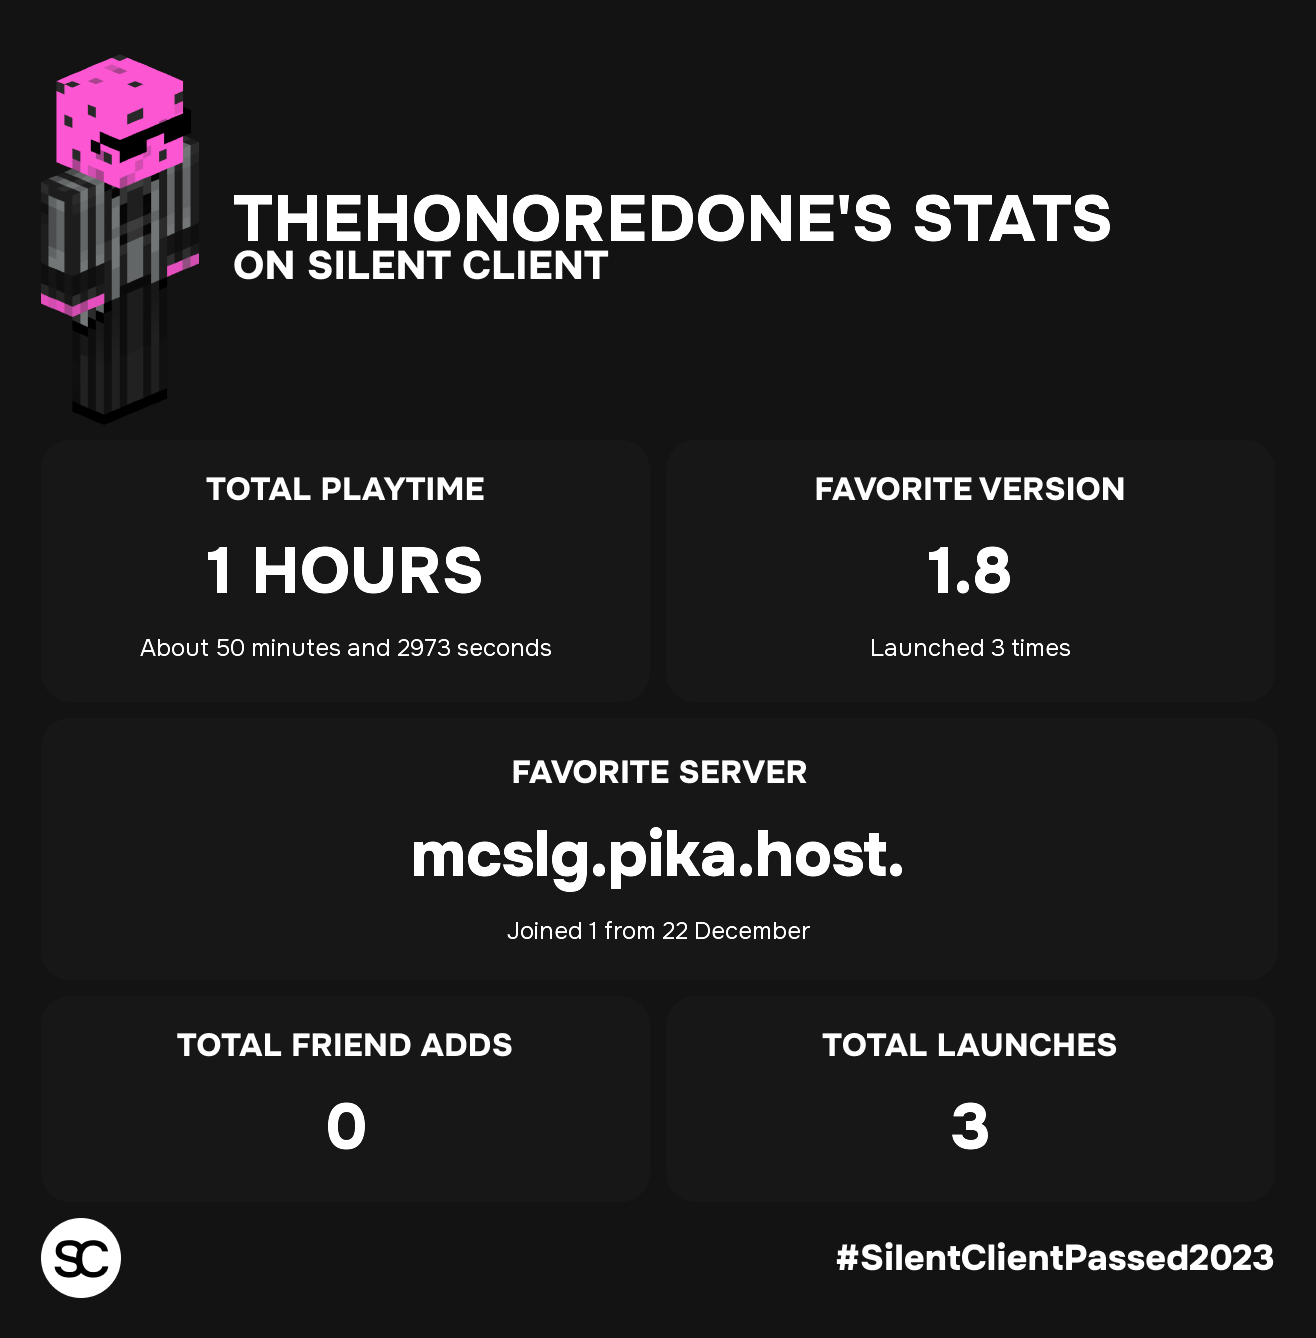 THEHONOREDONE'S STATS
ON SILENT CLIENT
TOTAL PLAYTIME
1 HOURS
About 50 minutes and 2973 seconds
FAVORITE VERSION
1.8
Launched 3 times
FAVORITE SERVER
mcslg.pika.host.
Joined 1 from 22 December
TOTAL FRIEND ADDS
0
TOTAL LAUNCHES
3
SC
#SilentClientPassed2023